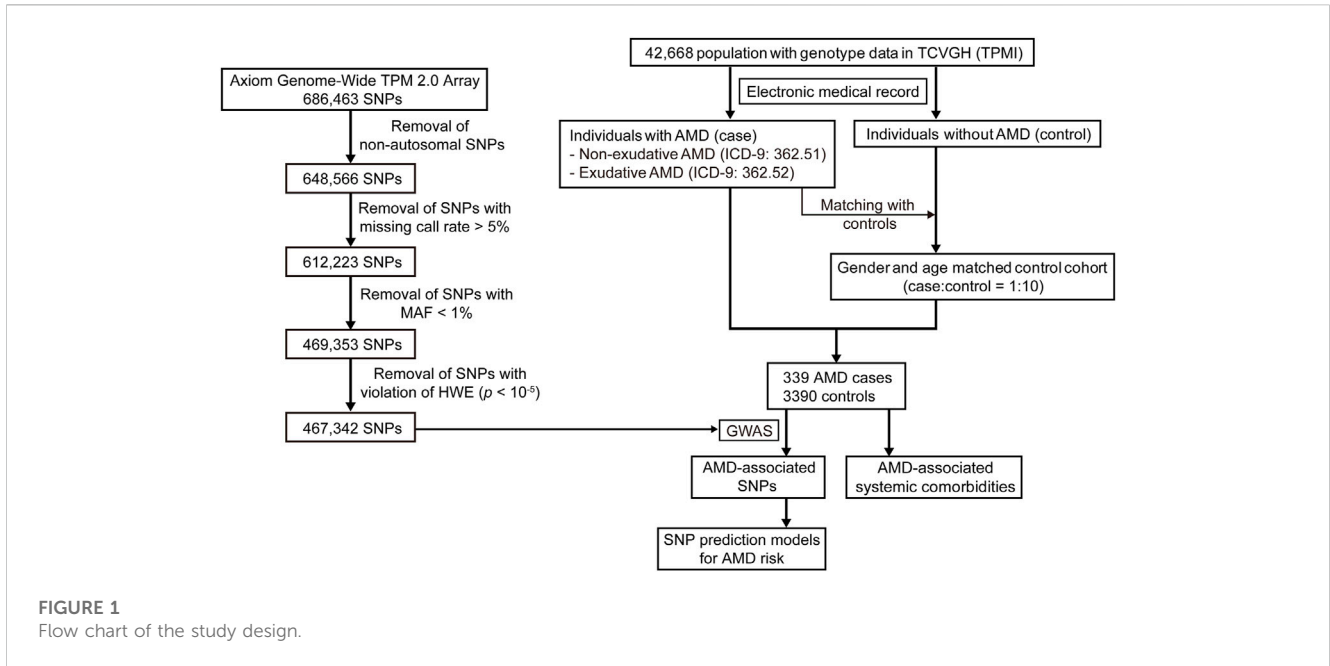 42,668 population with genotype data in TCVGH (TPMI)
Electronic medical record
Individuals with AMD (case)
- Non-exudative AMD (ICD-9: 362.51)
- Exudative AMD (ICD-9: 362.52)
Individuals without AMD (control)
Matching with
controls
Gender and age matched control cohort
(case:control = 1:10)
339 AMD cases
3390 controls
Axiom Genome-Wide TPM 2.0 Array
686,463 SNPs
Removal of
non-autosomal SNPs
648,566 SNPs
Removal of SNPs with
missing call rate > 5%
612,223 SNPs
Removal of SNPs with
MAF < 1%
469,353 SNPs
Removal of SNPs with
violation of HWE (p < 10-5)
467,342 SNPs
GWAS
AMD-associated
SNPs
AMD-associated
systemic comorbidities
SNP prediction models
for AMD risk
FIGURE 1
Flow chart of the study design.